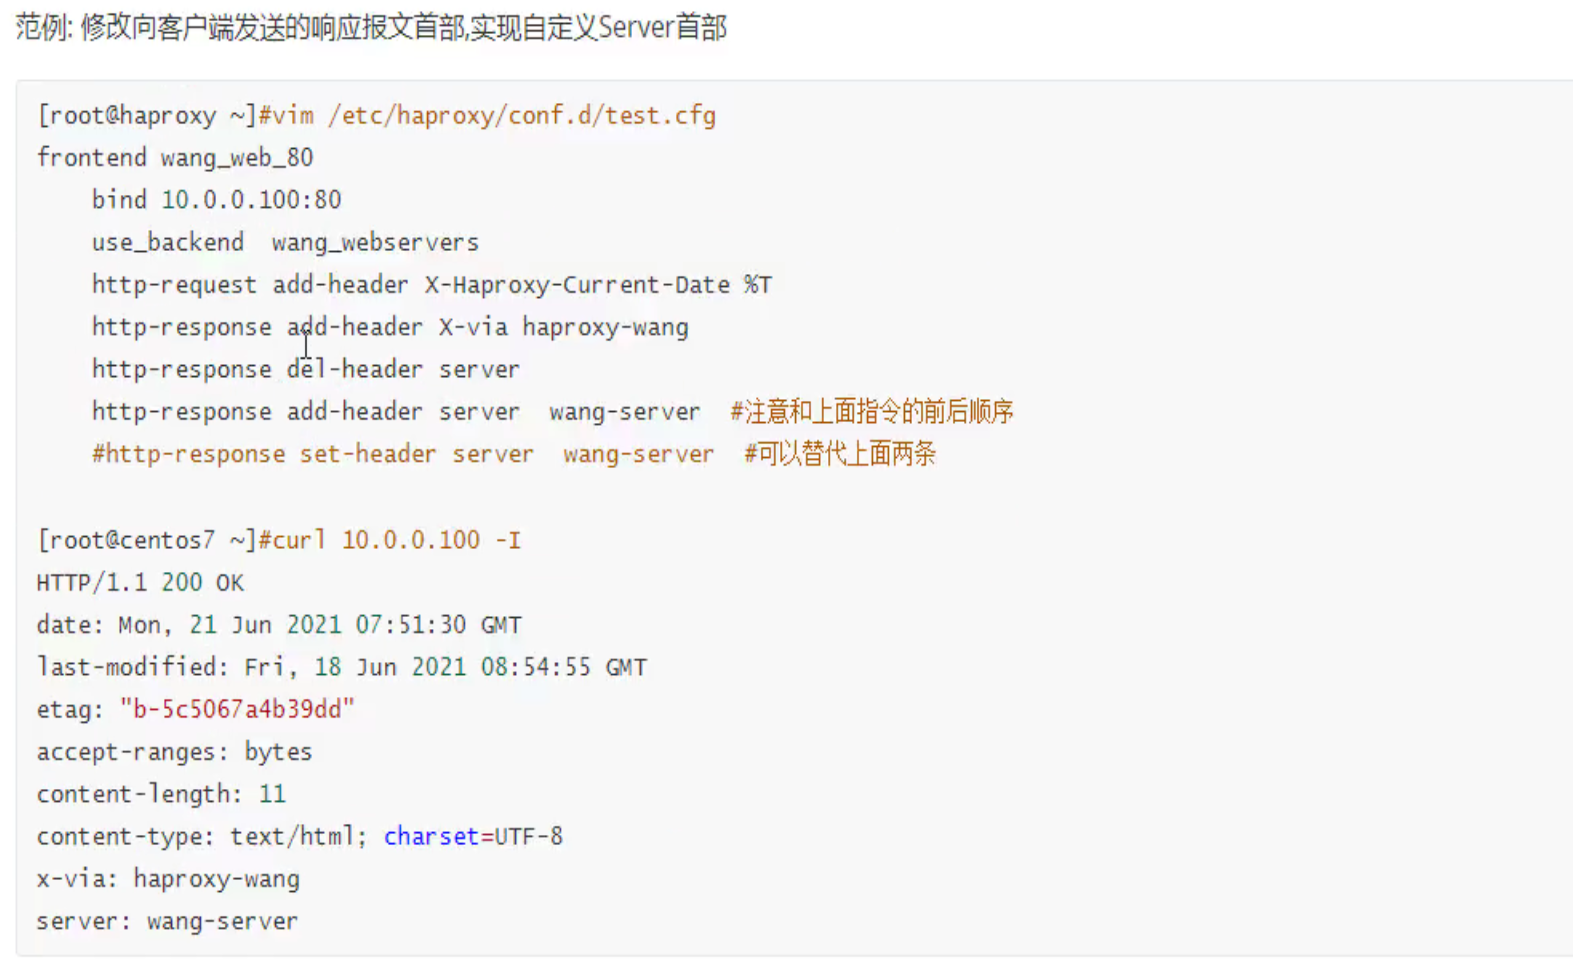 范例: 修改向客户端发送的响应报文首部,实现自定义Server首部
[root@haproxy ~]#vim /etc/haproxy/conf.d/test.cfg
frontend wang_web_80
    bind 10.0.0.100:80
    use_backend  wang_webservers
    http-request add-header X-Haproxy-Current-Date %T
    http-response add-header X-via haproxy-wang
    http-response del-header server
    http-response add-header server  wang-server  #注意和上面指令的前后顺序
    #http-response set-header server  wang-server  #可以替代上面两条
[root@centos7 ~]#curl 10.0.0.100 -I
HTTP/1.1 200 OK
date: Mon, 21 Jun 2021 07:51:30 GMT
last-modified: Fri, 18 Jun 2021 08:54:55 GMT
etag: "b-5c5067a4b39dd"
accept-ranges: bytes
content-length: 11
content-type: text/html; charset=UTF-8
x-via: haproxy-wang
server: wang-server